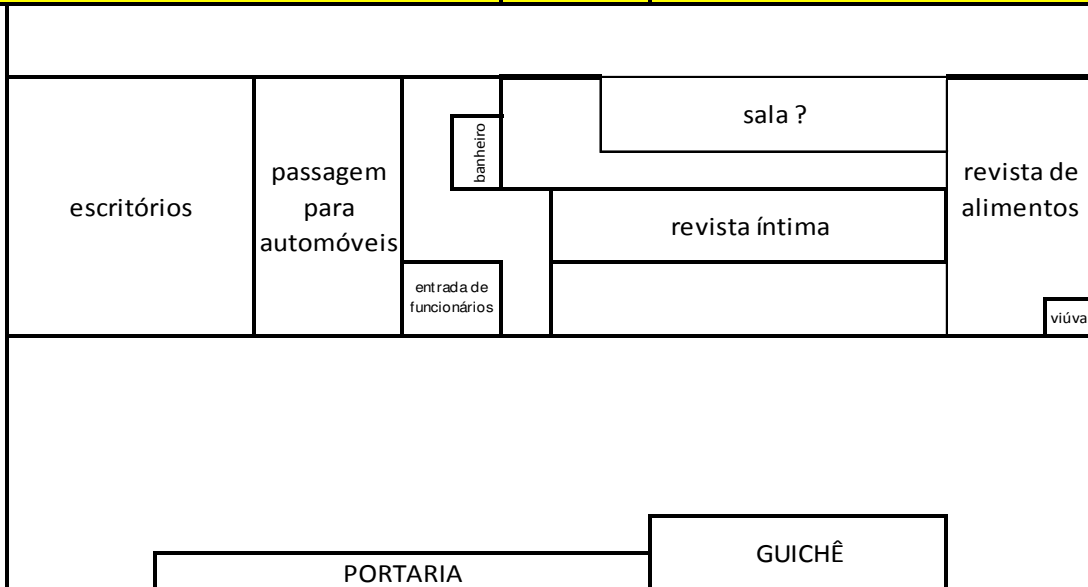 sala ?
banheiro
escritórios
passagem
para
automóveis
revista íntima
revista de
alimentos
entrada de
funcionários
viúva
GUICHÊ
PORTARIA